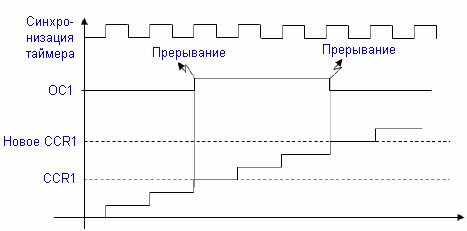 Синхро-
низация
таймера
Прерывание
Прерывание
OC1
Новое CCR1
CCR1